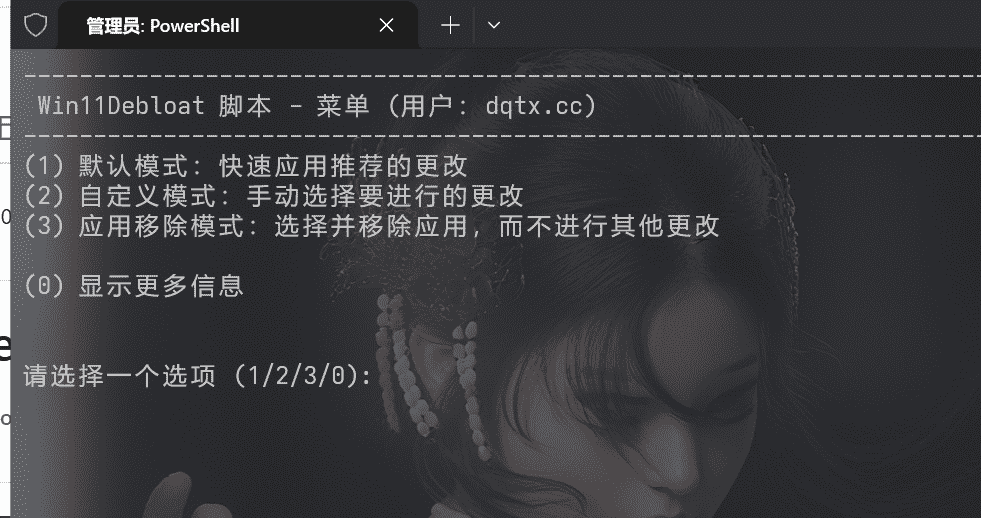 管理员: PowerShell
--------------------------------------------------------------------
Win11Debloat 脚本 - 菜单 (用户: dqtx.cc)
--------------------------------------------------------------------
(1) 默认模式: 快速应用推荐的更改
(2) 自定义模式: 手动选择要进行的更改
(3) 应用移除模式: 选择并移除应用, 而不进行其他更改
(0) 显示更多信息
请选择一个选项 (1/2/3/0):